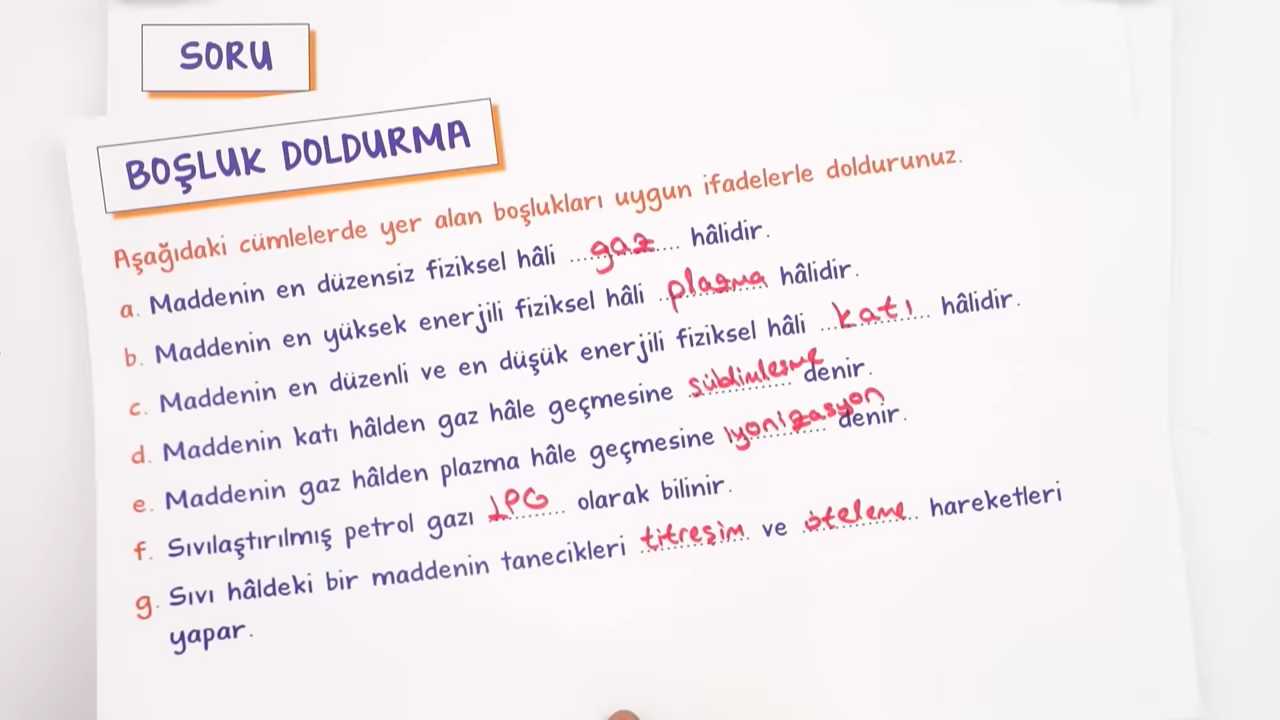 SORU
BOŞLUK DOLDURMA
Aşağıdaki cümlelerde yer alan boşlukları uygun ifadelerle doldurunuz.
a. Maddenin en düzensiz fiziksel hâli ...gaz... hâlidir.
b. Maddenin en yüksek enerjili fiziksel hâli plazma hâlidir.
c. Maddenin en düzenli ve en düşük enerjili fiziksel hâli ...katı... hâlidir.
d. Maddenin katı hâlden gaz hâle geçmesine süblimleşme denir.
e. Maddenin gaz hâlden plazma hâle geçmesine iyonizasyon denir.
f. Sıvılaştırılmış petrol gazı LPG olarak bilinir.
g. Sıvı hâldeki bir maddenin tanecikleri titreşim ve öteleme hareketleri
yapar.